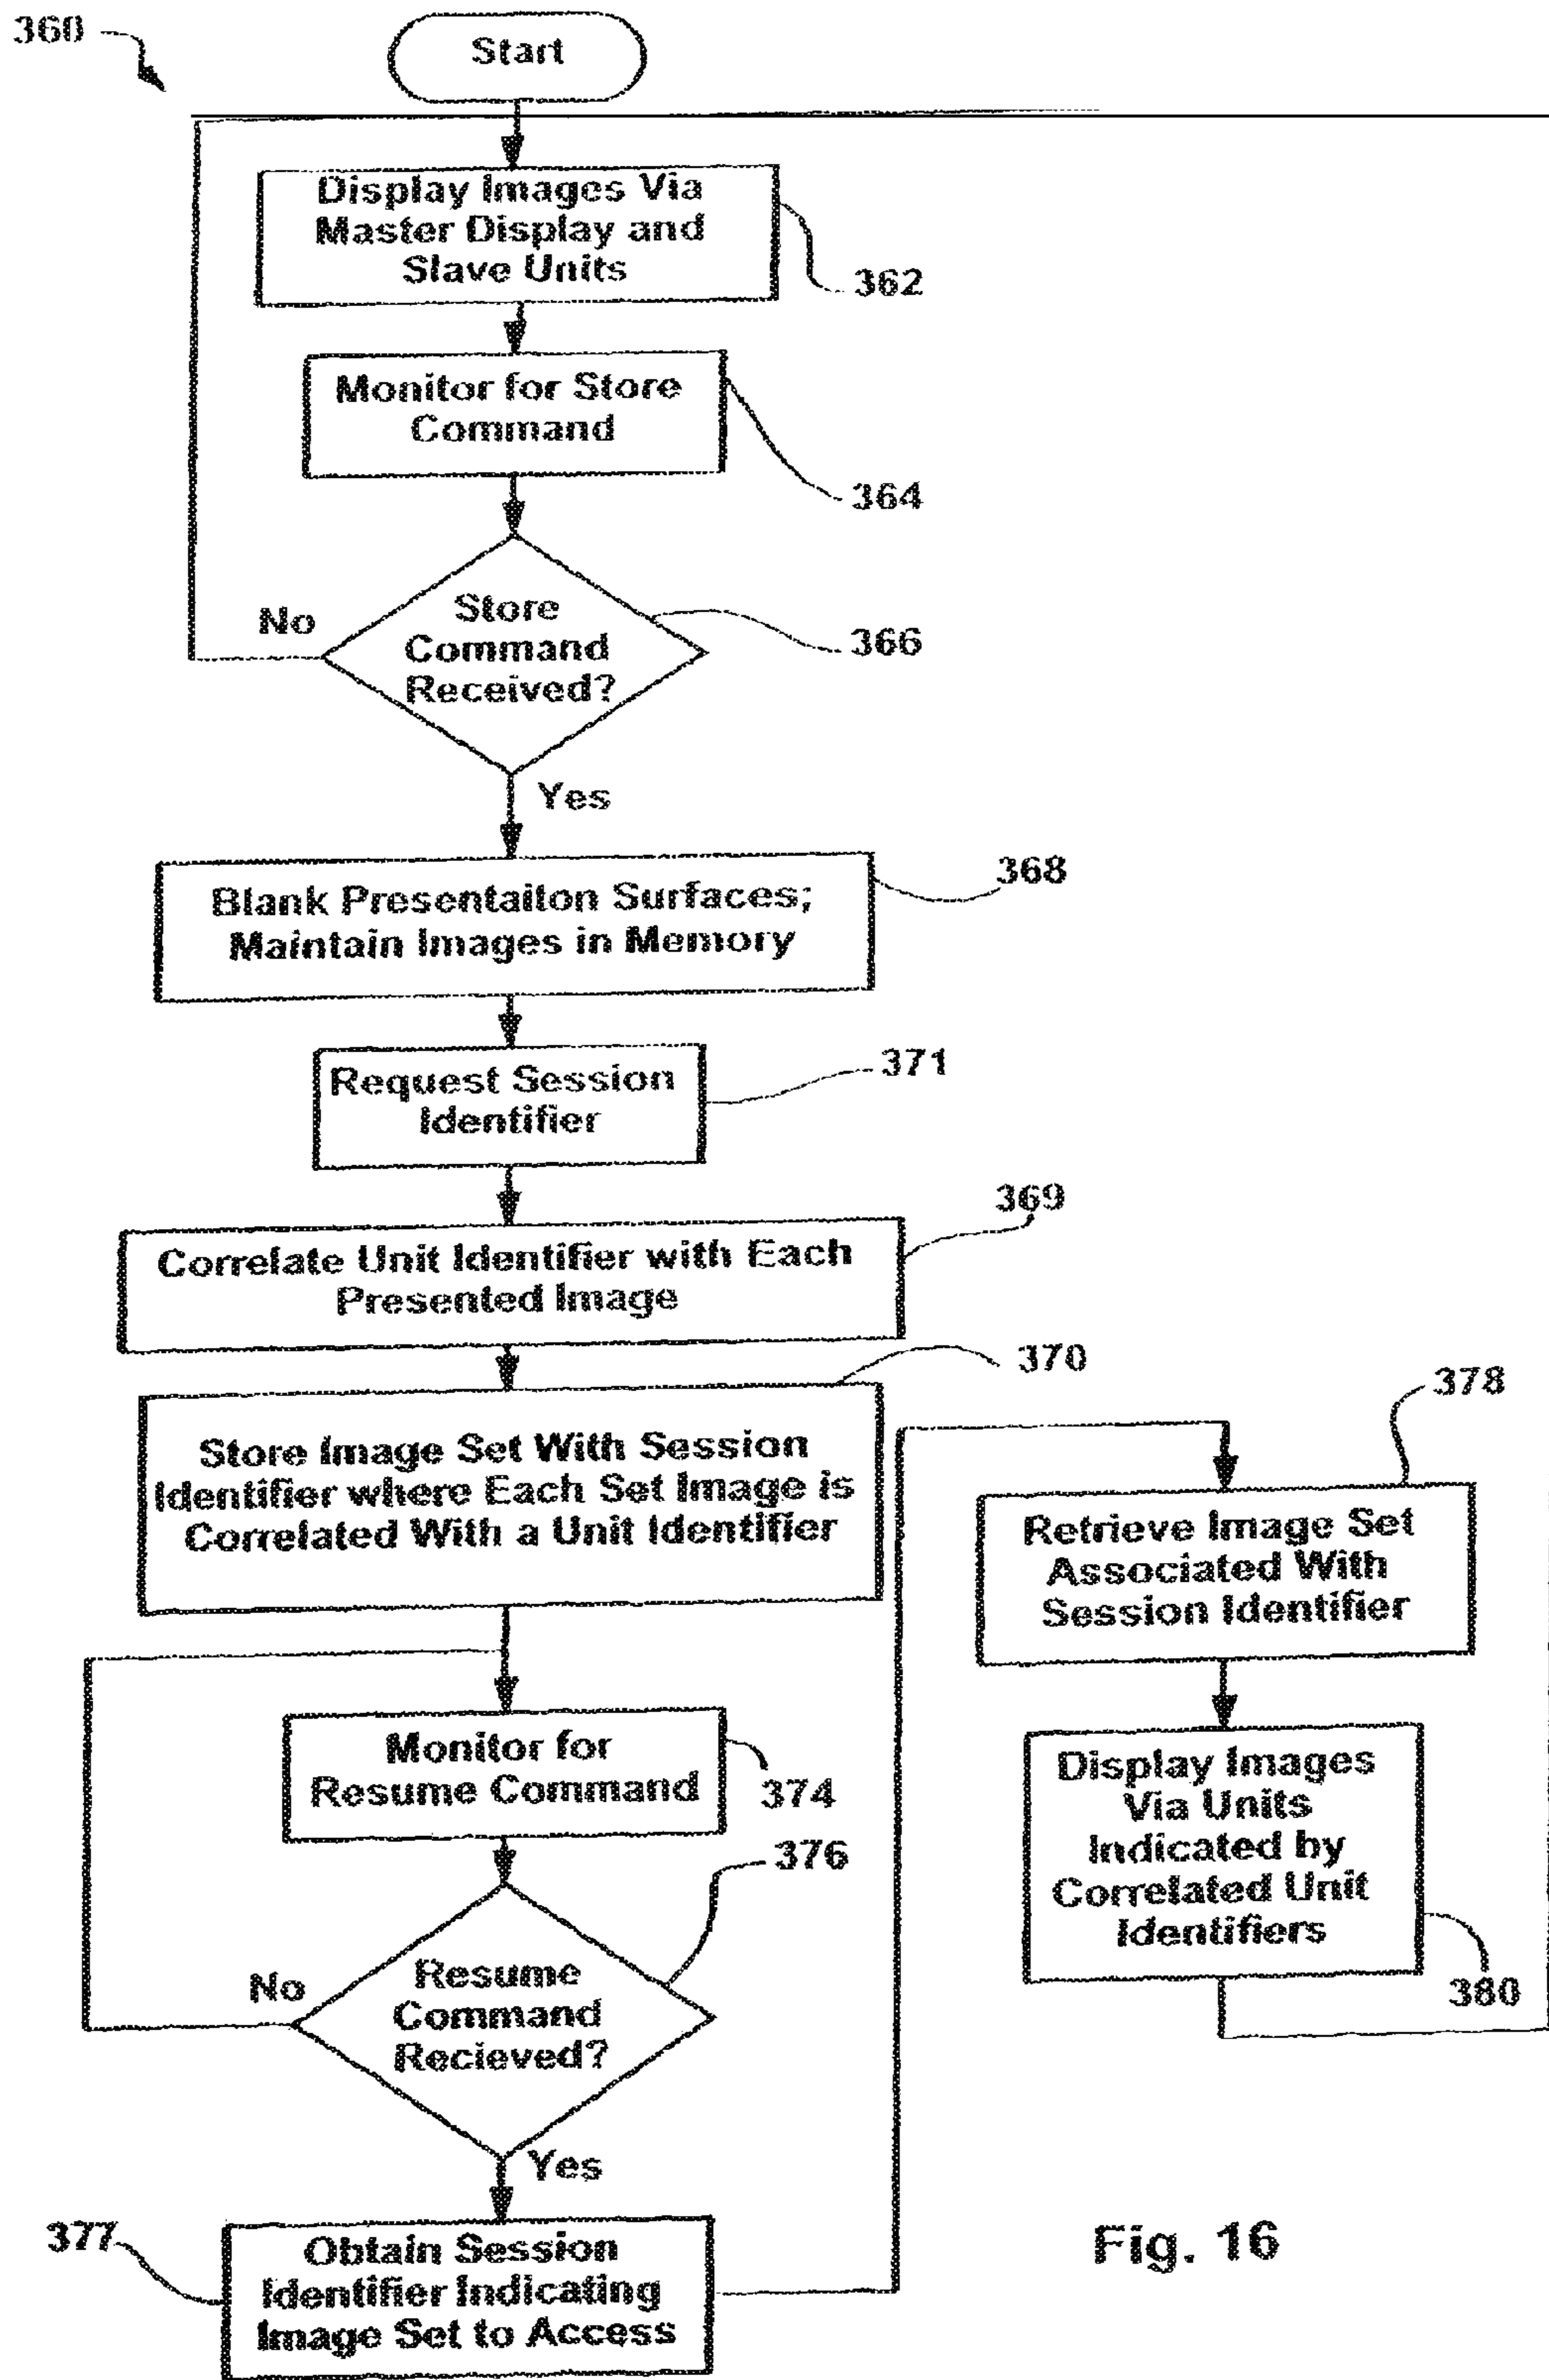 360
Start
Display Images Via
Master Display and
Slave Units
362
Monitor for Store
Command
364
Store
Command
Received?
No
366
Yes
Blank Presentaiton Surfaces;
Maintain Images in Memory
368
Request Session
Identifier
371
Correlate Unit Identifier with Each
Presented Image
369
Store Image Set With Session
Identifier where Each Set Image is
Correlated With a Unit Identifier
370
Monitor for
Resume Command
374
Resume
Command
Recieved?
No
376
Yes
Obtain Session
Identifier Indicating
Image Set to Access
377
Retrieve Image Set
Associated With
Session Identifier
378
Display Images
Via Units
Indicated by
Correlated Unit
Identifiers
380
Fig. 16